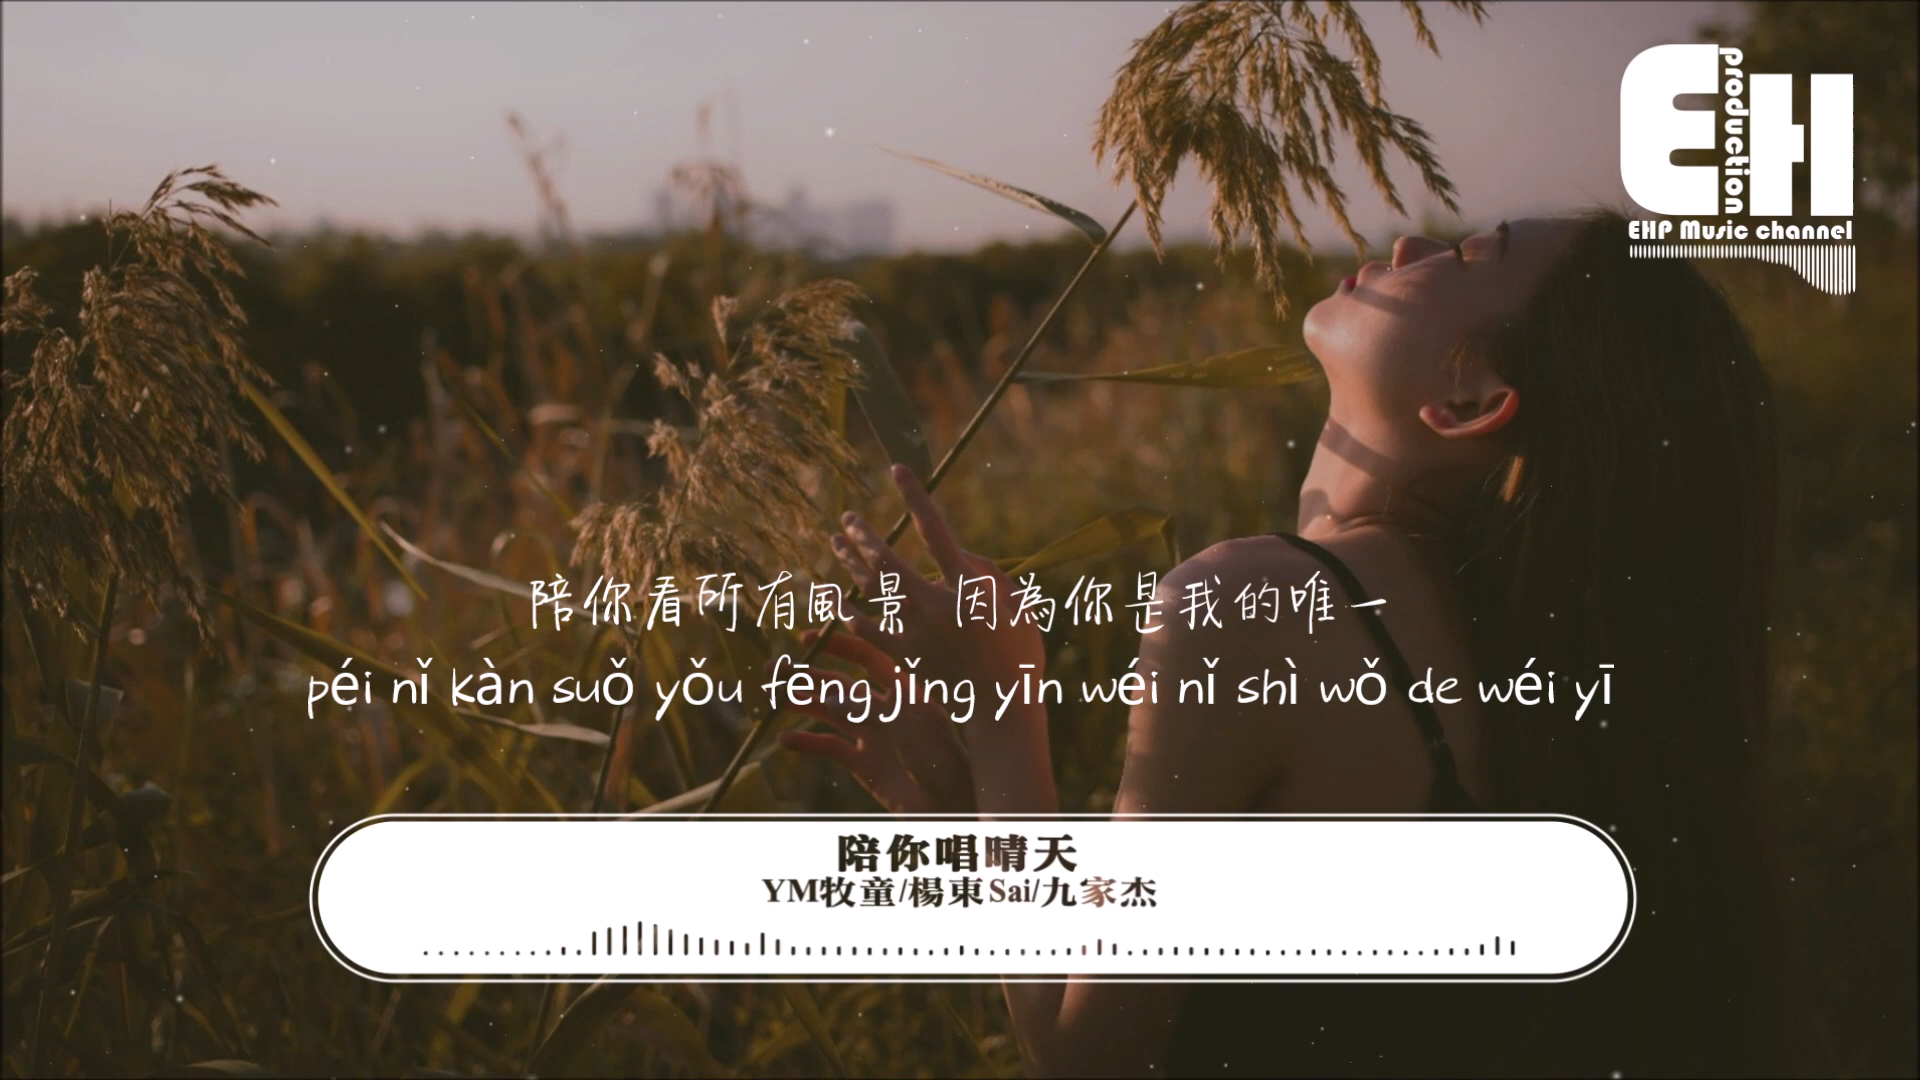 EH
production
EHP Music channel
陪你看所有風景 因為你是我的唯一
péi nǐ kàn suǒ yǒu fēng jǐng yīn wéi nǐ shì wǒ de wéi yī
陪你唱晴天
YM牧童/楊東Sai/九家杰